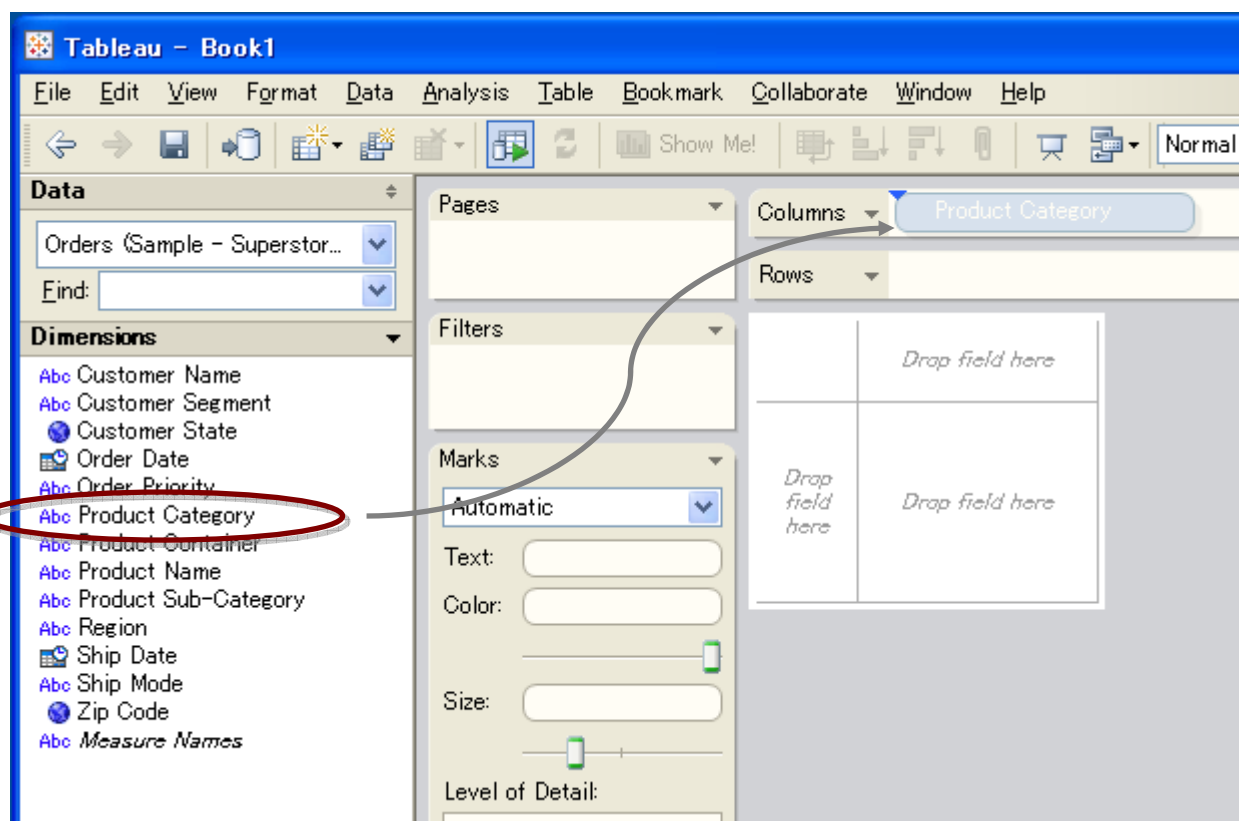 Tableau - Book1
File Edit View Format Data Analysis Table Bookmark Collaborate Window Help
Show Me! Normal
Data
Orders (Sample - Superstor...
Find:
Dimensions
Abc Customer Name
Abc Customer Segment
Customer State
Order Date
Abc Order Priority
Abc Product Category
Abc Product Container
Abc Product Name
Abc Product Sub-Category
Abc Region
Ship Date
Abc Ship Mode
Zip Code
Abc Measure Names
Pages
Filters
Marks
Automatic
Text:
Color:
Size:
Level of Detail:
Columns Product Category
Rows
Drop field here
Drop
field
here
Drop field here